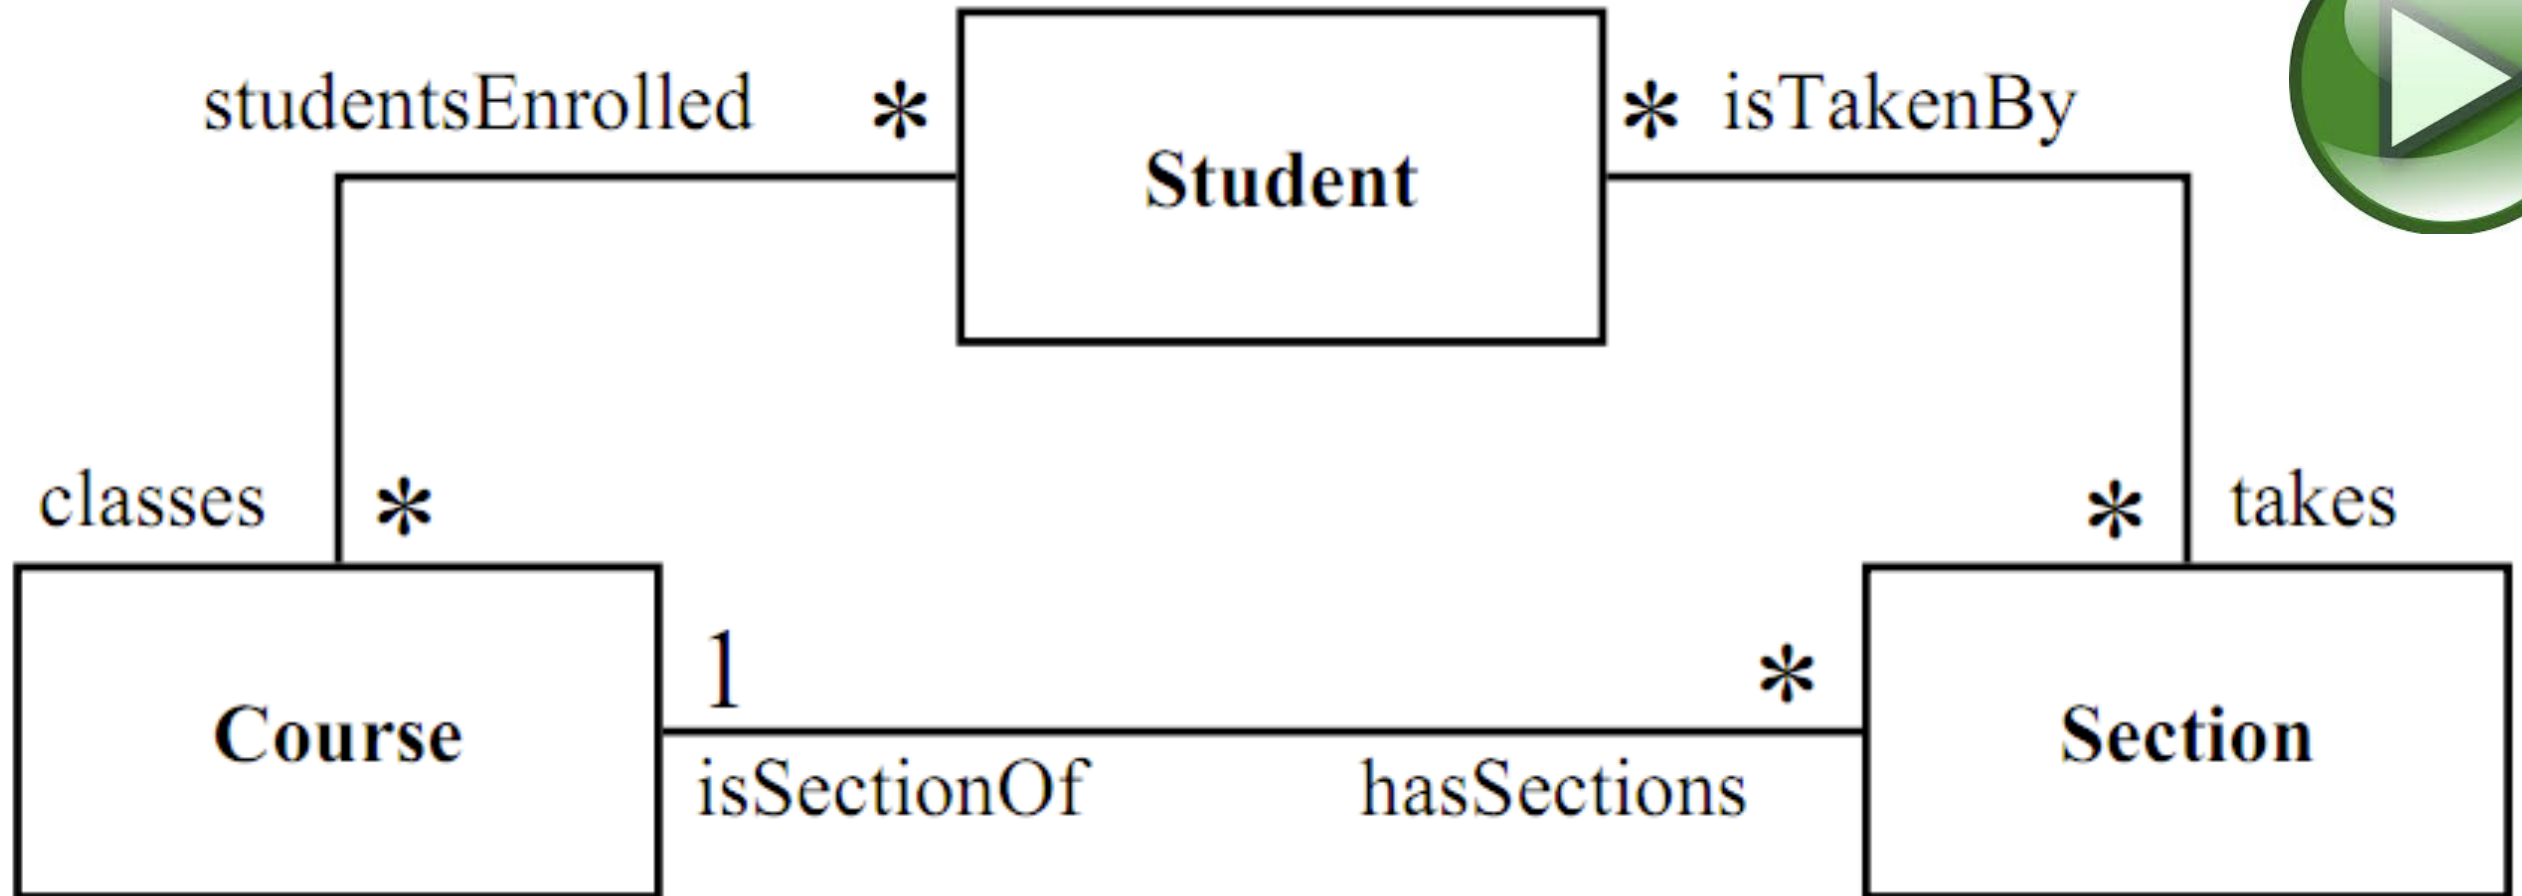 studentsEnrolled * * isTakenBy
Student
classes * * takes
1 *
Course Section
isSectionOf hasSections